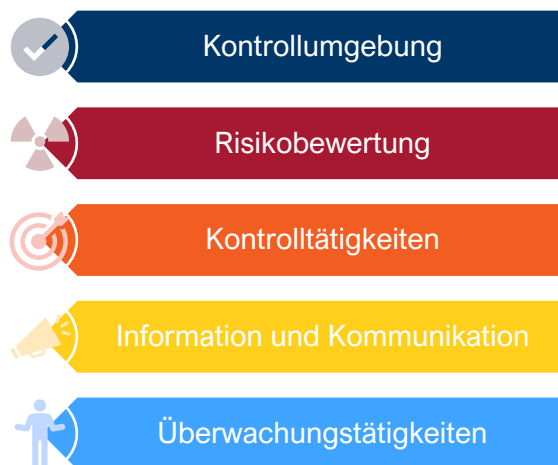 Kontrollumgebung
Risikobewertung
Kontrolltätigkeiten
Information und Kommunikation
Überwachungstätigkeiten